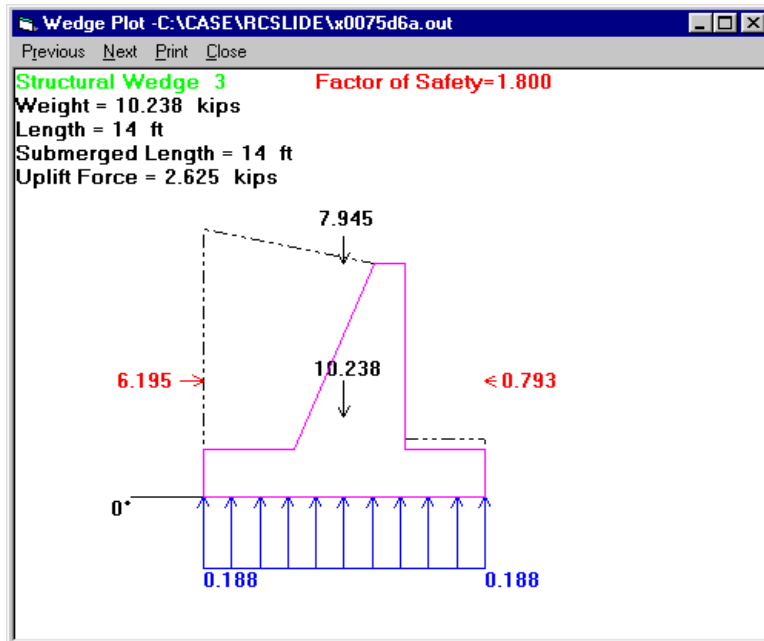 Wedge Plot -C:\CASE\RCSLIDE\x0075d6a.out
Previous Next Print Close
Structural Wedge 3 Factor of Safety=1.800
Weight = 10.238 kips
Length = 14 ft
Submerged Length = 14 ft
Uplift Force = 2.625 kips
7.945
10.238
6.195
0.793
0°
0.188 0.188